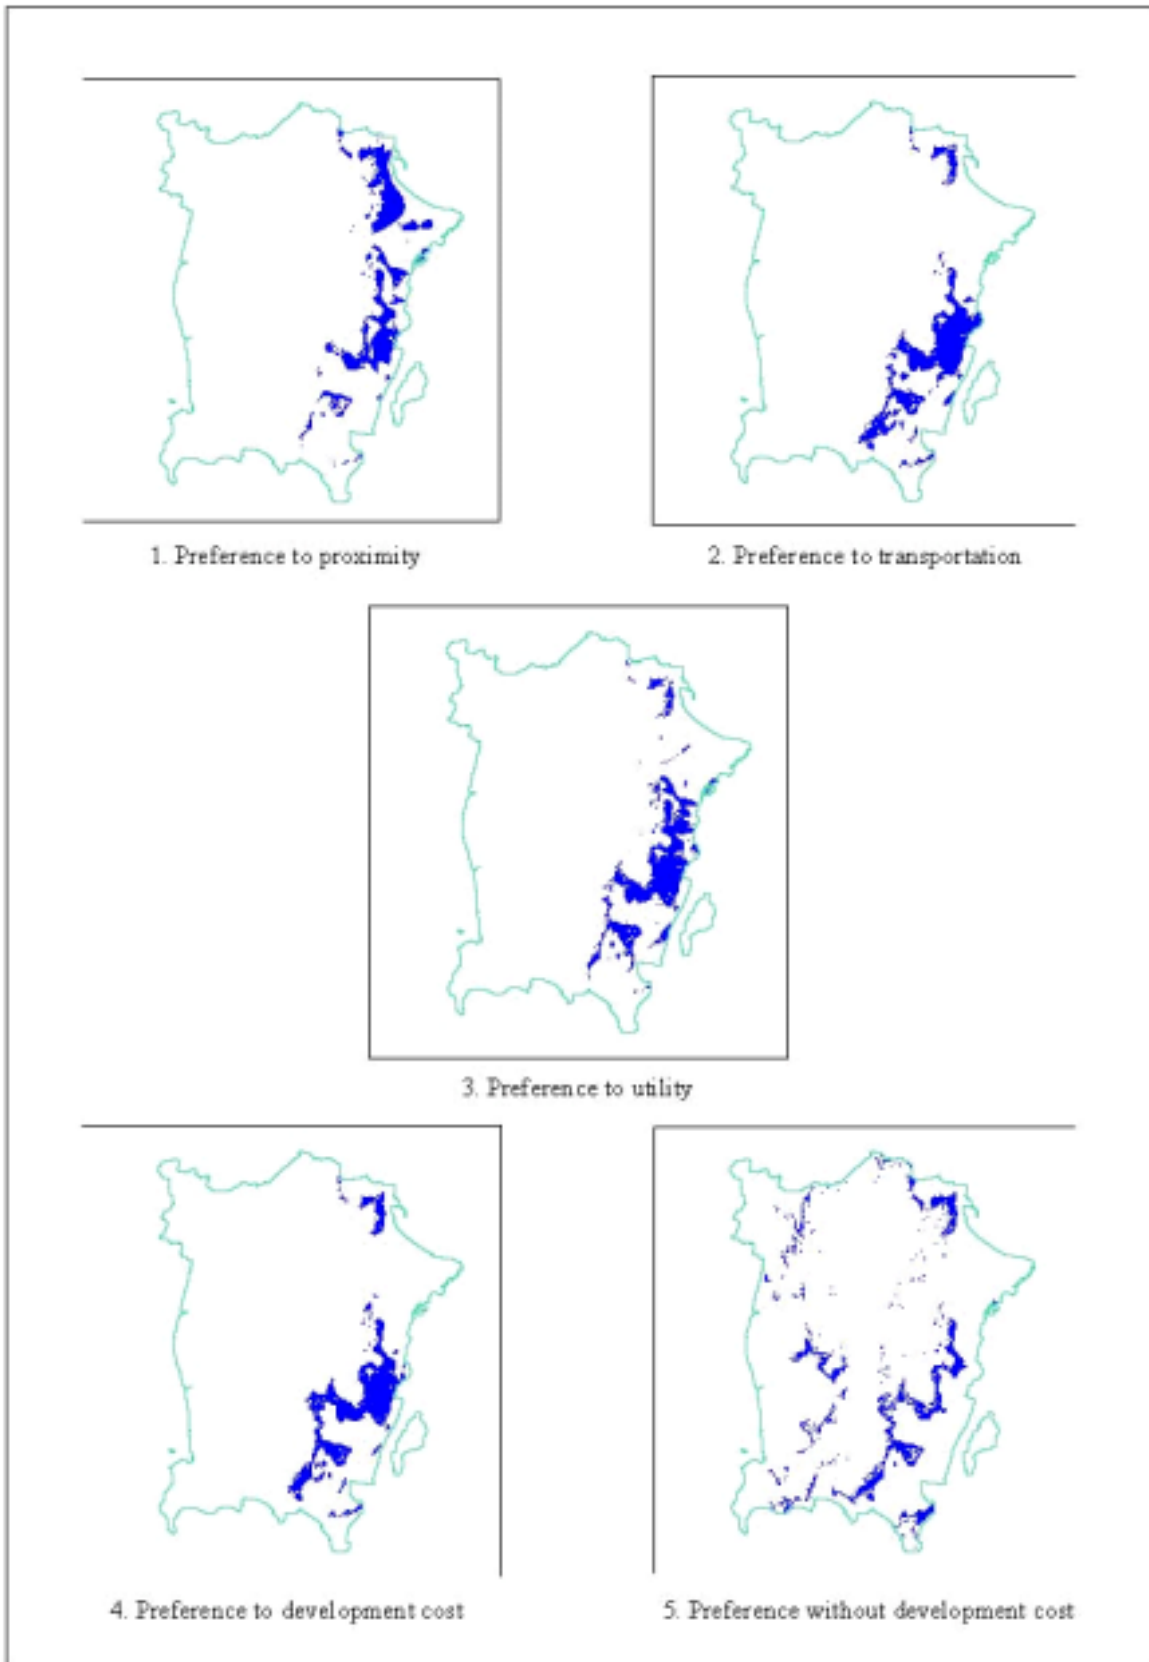 1. Preference to proximity
2. Preference to transportation
3. Preference to utility
4. Preference to development cost
5. Preference without development cost